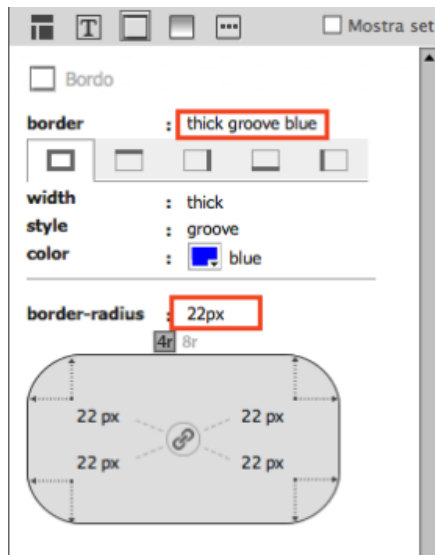 T
Mostra set
Bordo
border : thick groove blue
width : thick
style : groove
color : blue
border-radius : 22px
4r 8r
22 px 22 px
22 px 22 px